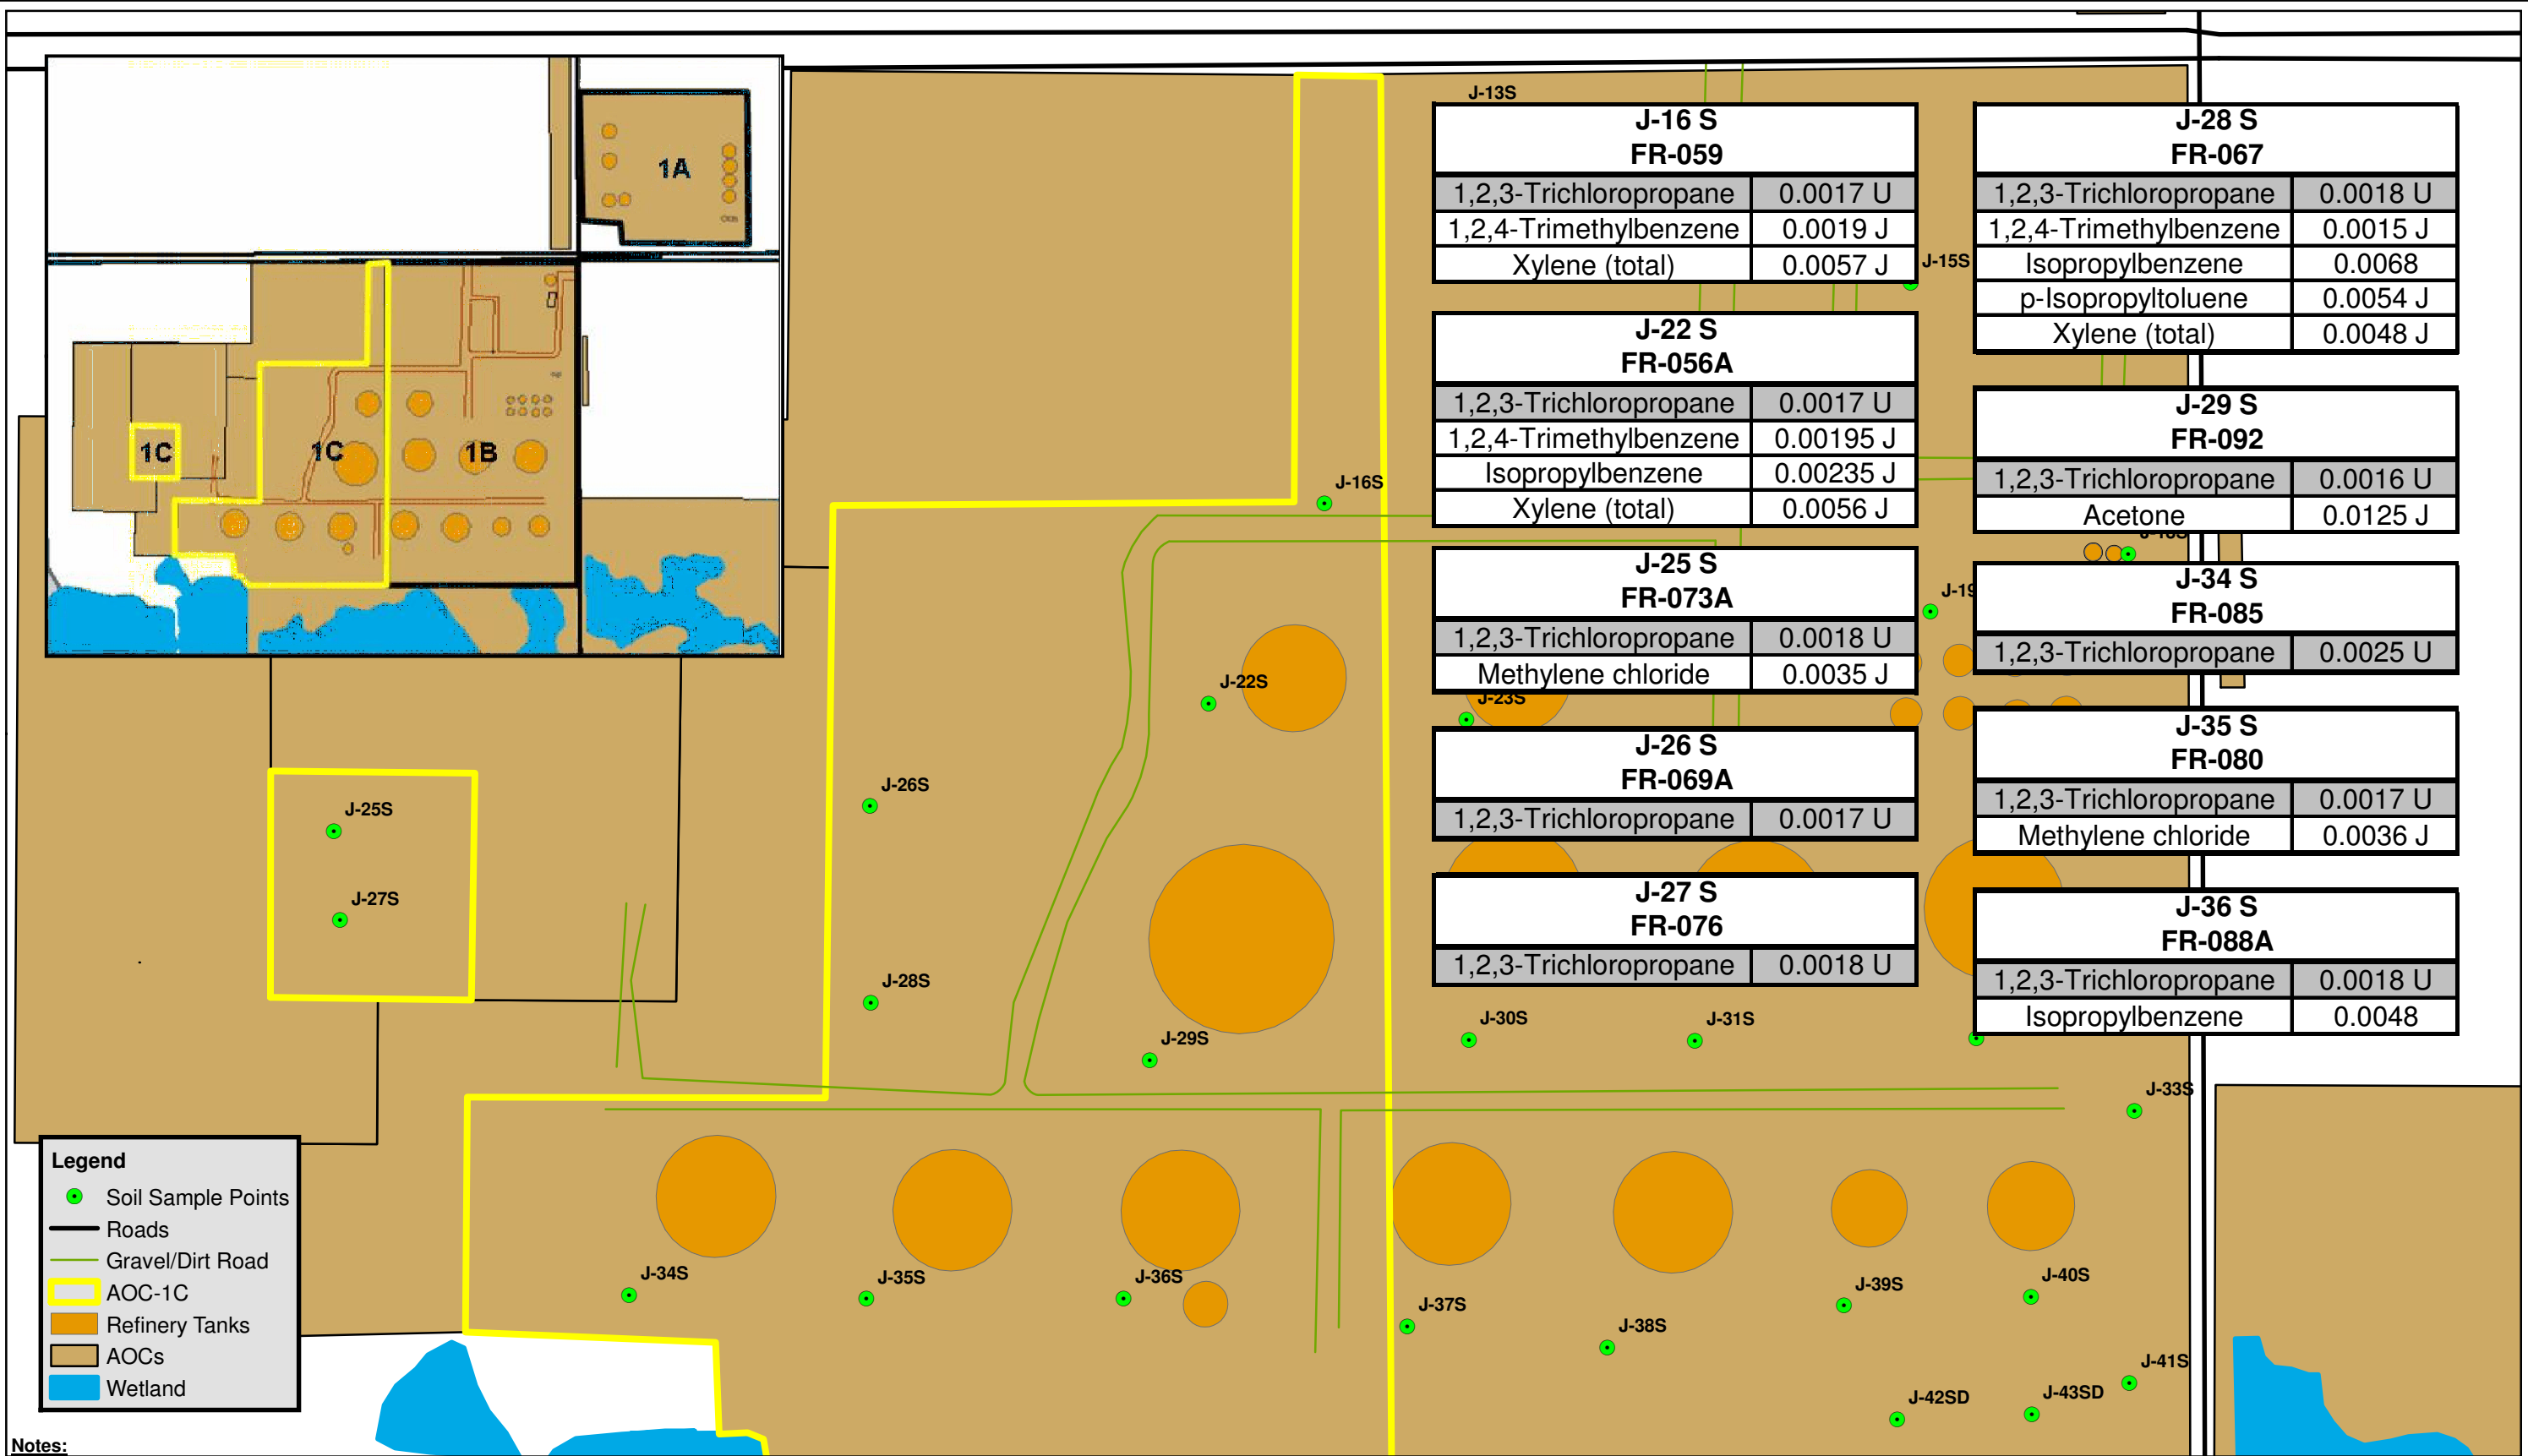 1A
1C
1C
1B
J-13S
J-15S
J-16S
J-19
J-22S
J-23S
J-26S
J-25S
J-27S
J-28S
J-29S
J-30S
J-31S
J-33S
J-34S
J-35S
J-36S
J-37S
J-38S
J-39S
J-40S
J-41S
J-42SD
J-43SD
J-16 S
FR-059
1,2,3-Trichloropropane 0.0017 U
1,2,4-Trimethylbenzene 0.0019 J
Xylene (total) 0.0057 J
J-22 S
FR-056A
1,2,3-Trichloropropane 0.0017 U
1,2,4-Trimethylbenzene 0.00195 J
Isopropylbenzene 0.00235 J
Xylene (total) 0.0056 J
J-25 S
FR-073A
1,2,3-Trichloropropane 0.0018 U
Methylene chloride 0.0035 J
J-26 S
FR-069A
1,2,3-Trichloropropane 0.0017 U
J-27 S
FR-076
1,2,3-Trichloropropane 0.0018 U
J-28 S
FR-067
1,2,3-Trichloropropane 0.0018 U
1,2,4-Trimethylbenzene 0.0015 J
Isopropylbenzene 0.0068
p-Isopropyltoluene 0.0054 J
Xylene (total) 0.0048 J
J-29 S
FR-092
1,2,3-Trichloropropane 0.0016 U
Acetone 0.0125 J
J-34 S
FR-085
1,2,3-Trichloropropane 0.0025 U
J-35 S
FR-080
1,2,3-Trichloropropane 0.0017 U
Methylene chloride 0.0036 J
J-36 S
FR-088A
1,2,3-Trichloropropane 0.0018 U
Isopropylbenzene 0.0048
Legend
Soil Sample Points
Roads
Gravel/Dirt Road
AOC-1C
Refinery Tanks
AOCs
Wetland
Notes: